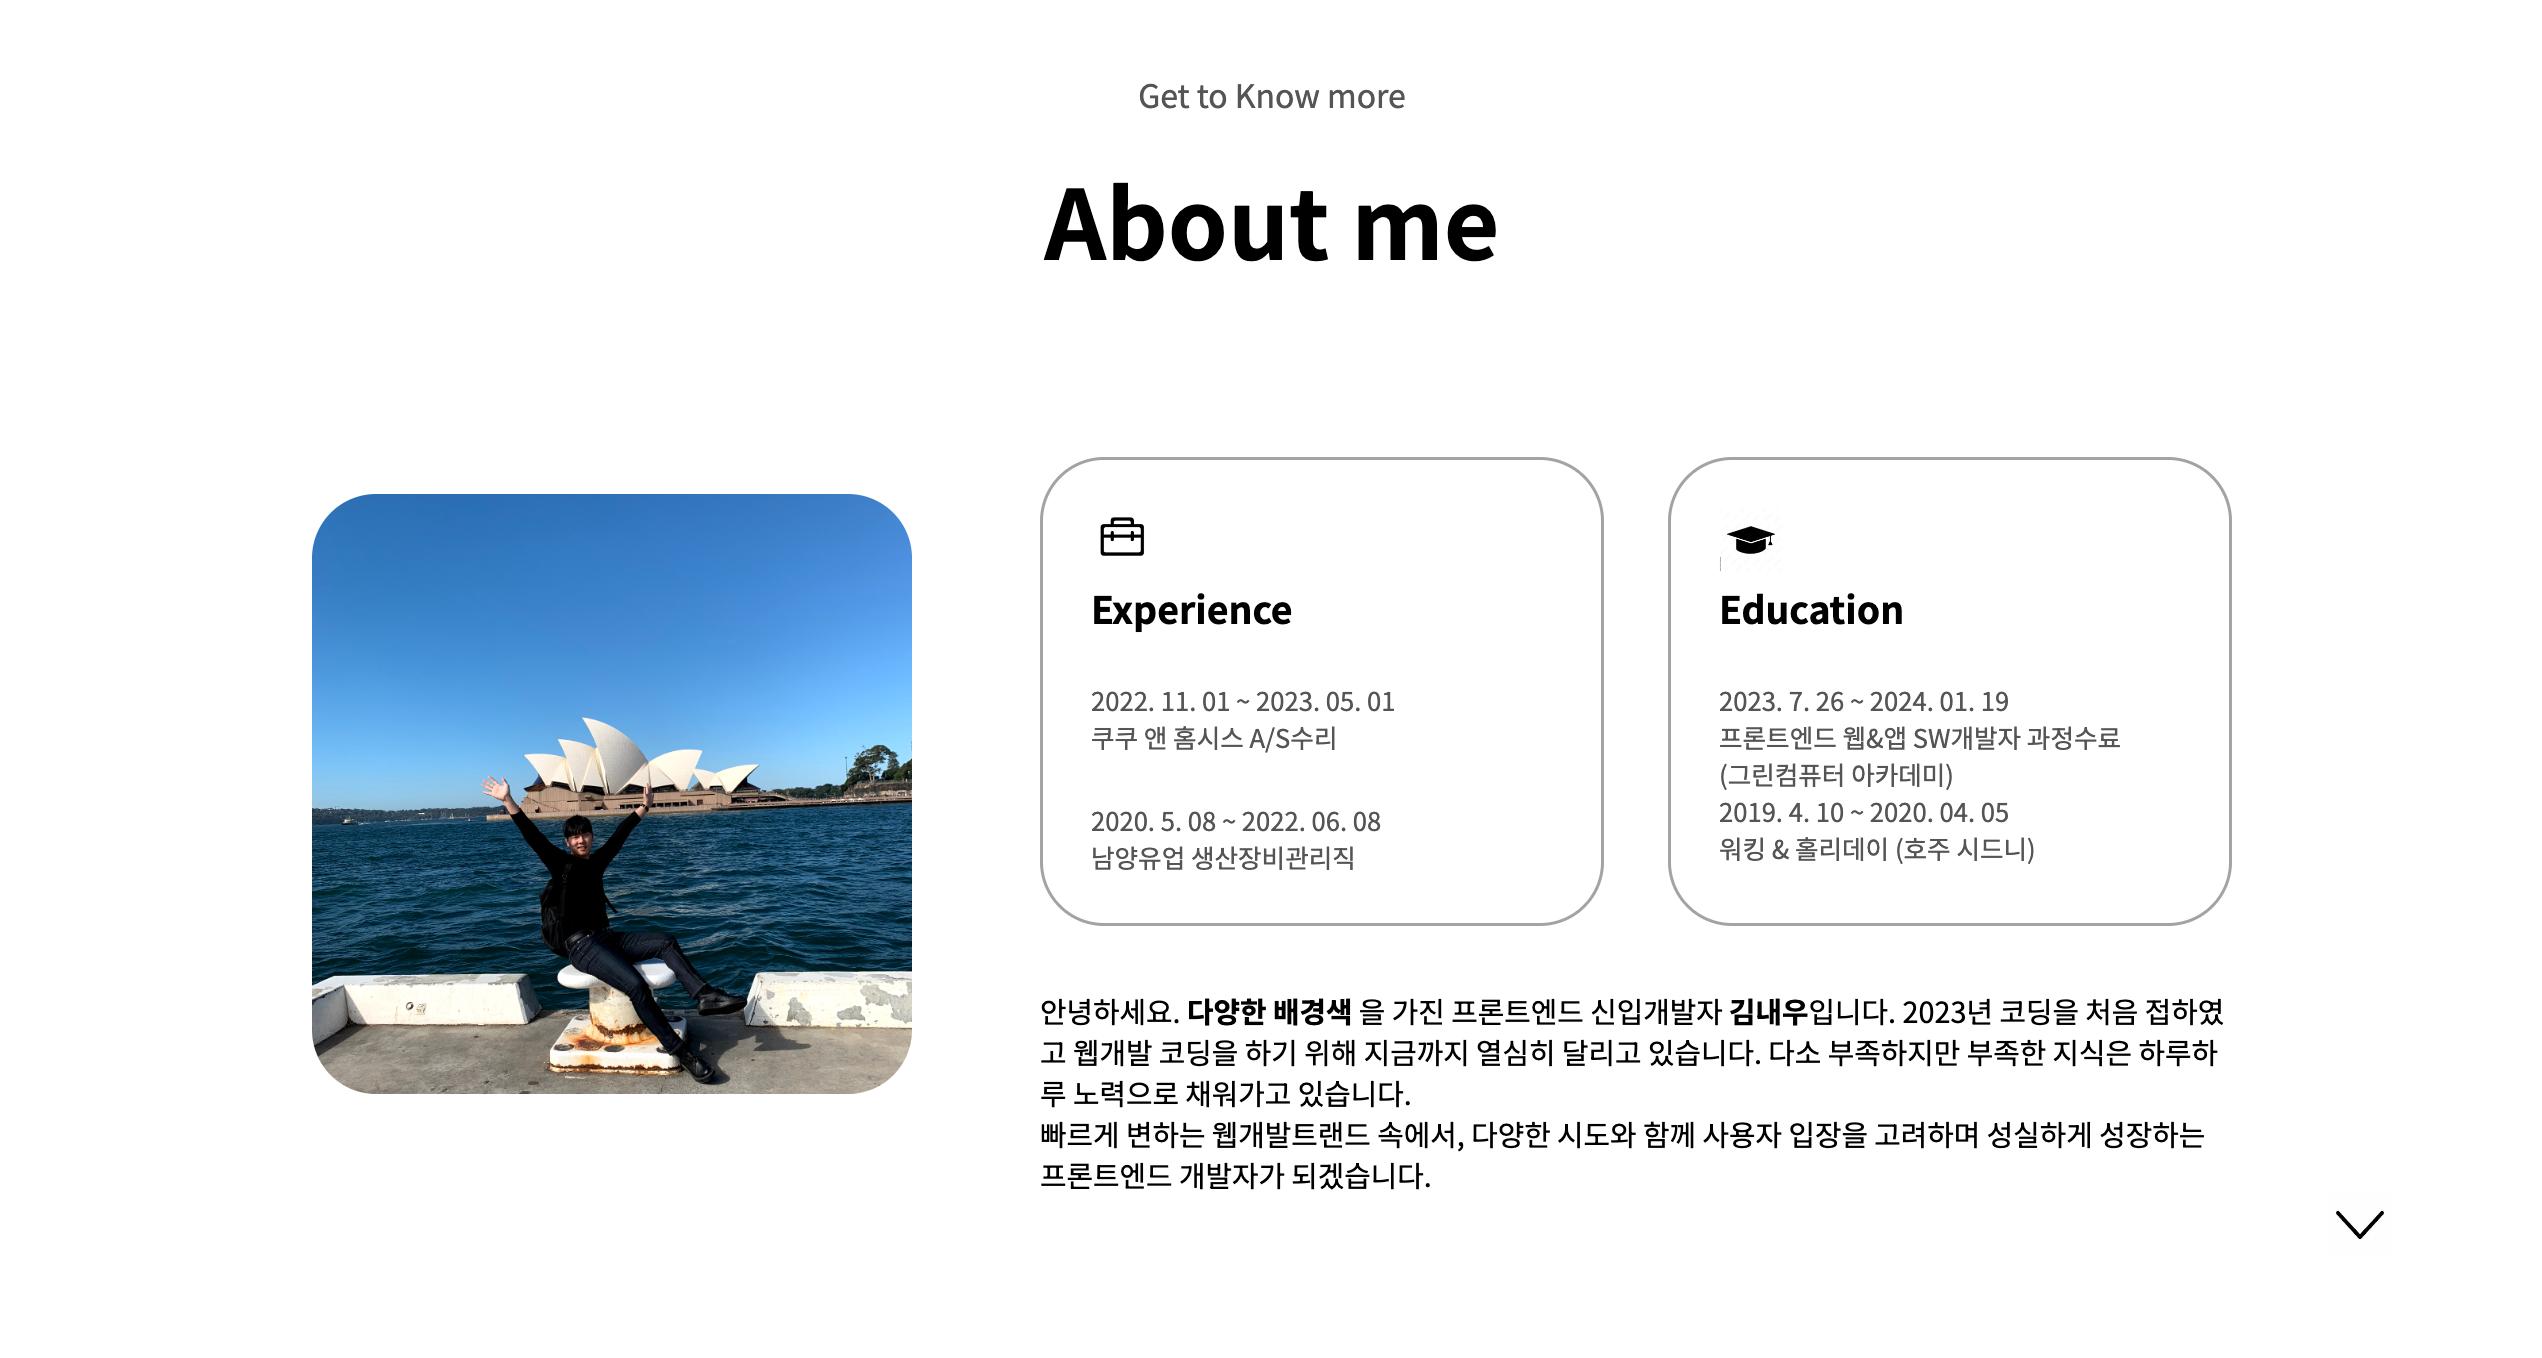 Get to Know more
About me
Experience
2022. 11. 01 ~ 2023. 05. 01
쿠쿠 앤 홈시스 A/S수리
2020. 5. 08 ~ 2022. 06. 08
남양유업 생산장비관리직
Education
2023. 7. 26 ~ 2024. 01. 19
프론트엔드 웹&앱 SW개발자 과정수료
(그린컴퓨터 아카데미)
2019. 4. 10 ~ 2020. 04. 05
워킹 & 홀리데이 (호주 시드니)
안녕하세요. 다양한 배경색 을 가진 프론트엔드 신입개발자 김내우입니다. 2023년 코딩을 처음 접하였
고 웹개발 코딩을 하기 위해 지금까지 열심히 달리고 있습니다. 다소 부족하지만 부족한 지식은 하루하
루 노력으로 채워가고 있습니다.
빠르게 변하는 웹개발트랜드 속에서, 다양한 시도와 함께 사용자 입장을 고려하며 성실하게 성장하는
프론트엔드 개발자가 되겠습니다.